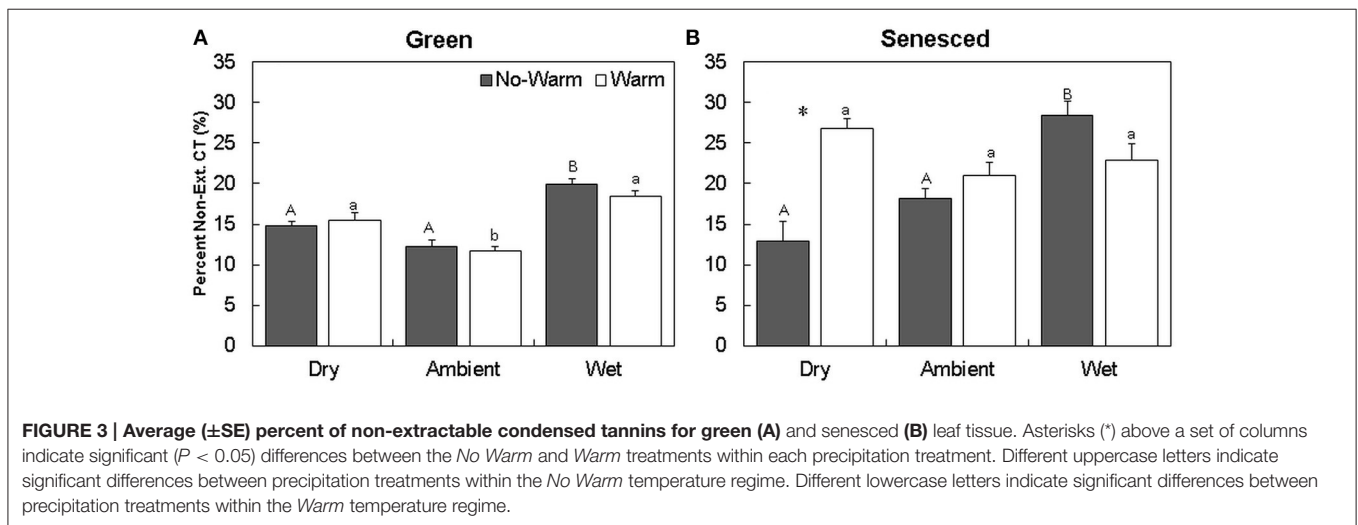 A Green
35
30
25
20
15
10
5
0
Percent Non-Ext. CT (%)
No-Warm Warm
A a A b B a
Dry Ambient Wet
B Senesced
35
30
25
20
15
10
5
0
* A a A a B a
Dry Ambient Wet
FIGURE 3 | Average (±SE) percent of non-extractable condensed tannins for green (A) and senesced (B) leaf tissue. Asterisks (*) above a set of columns
indicate significant (P < 0.05) differences between the No Warm and Warm treatments within each precipitation treatment. Different uppercase letters indicate
significant differences between precipitation treatments within the No Warm temperature regime. Different lowercase letters indicate significant differences between
precipitation treatments within the Warm temperature regime.